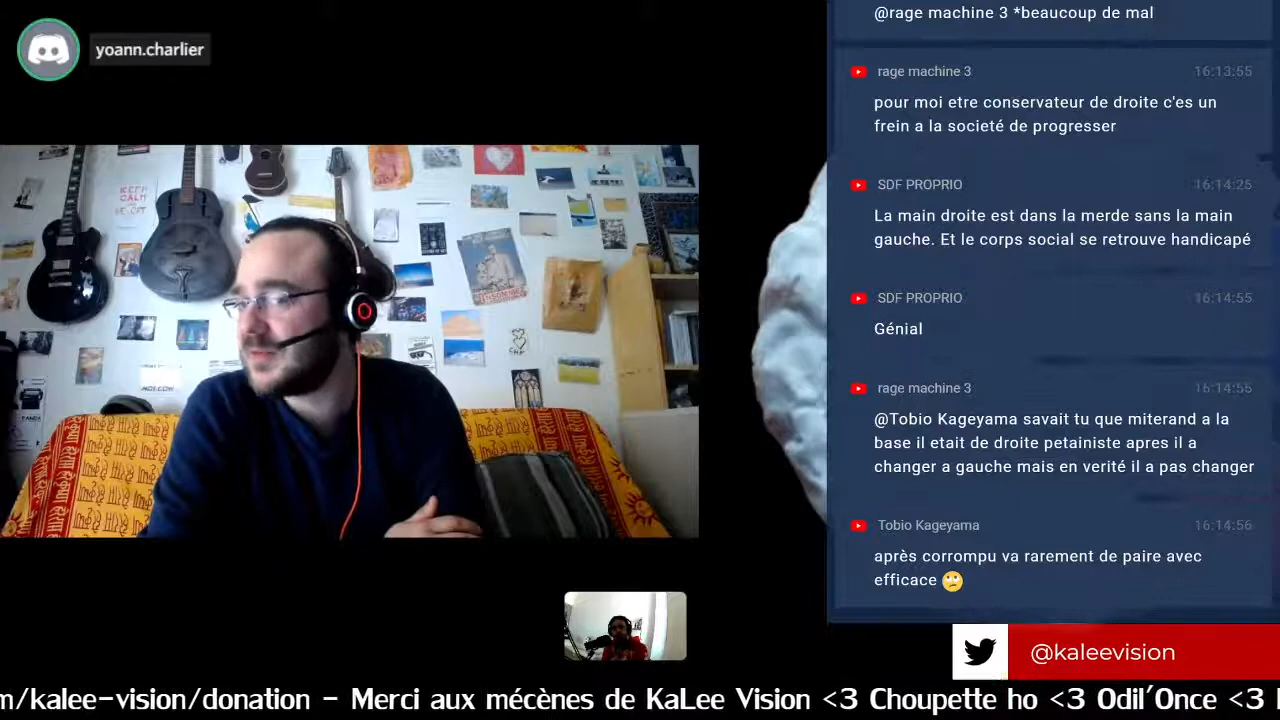 yoann.charlier
KEEP
CALM
@rage machine 3 *beaucoup de mal
rage machine 3
16:13:55
pour moi etre conservateur de droite c'es un
frein a la societé de progresser
SDF PROPRIO
16:14:25
La main droite est dans la merde sans la main
gauche. Et le corps social se retrouve handicapé
SDF PROPRIO
16:14:55
Génial
rage machine 3
16:14:55
@Tobio Kageyama savait tu que miterand a la
base il etait de droite petainiste apres il a
changer a gauche mais en verité il a pas changer
Tobio Kageyama
16:14:56
après corrompu va rarement de paire avec
efficace 🙄
@kaleevision
m/kalee-vision/donation - Merci aux mécènes de KaLee Vision <3 Choupette ho <3 Odil'Once <3